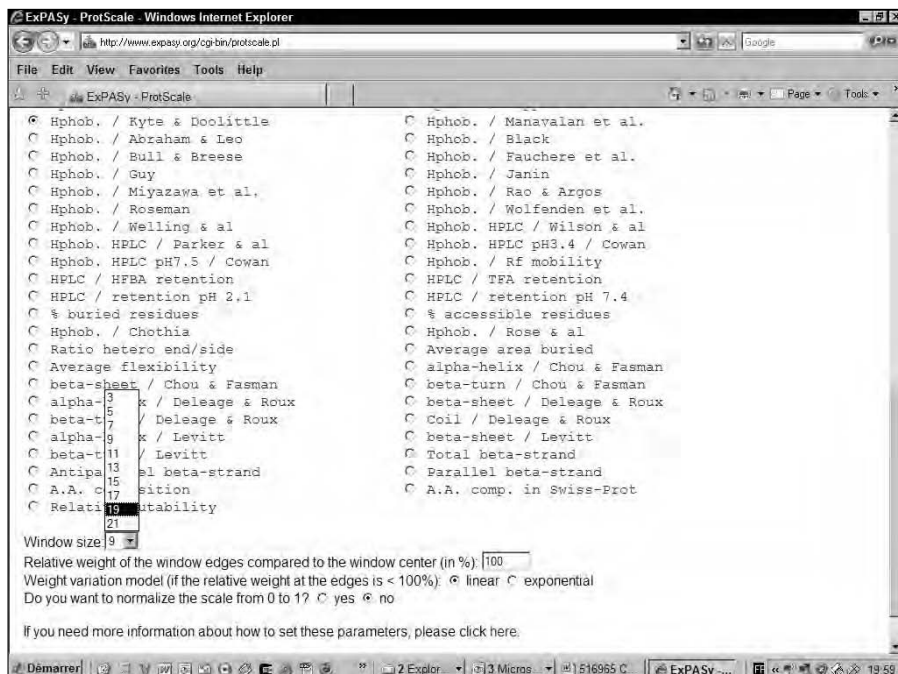 ExPASy - ProtScale - Windows Internet Explorer
http://www.expasy.org/cgi-bin/protscale.pl
Google
File Edit View Favorites Tools Help
ExPASy - ProtScale
Page Tools
Hphob. / Kyte & Doolittle Hphob. / Manavalan et al.
Hphob. / Abraham & Leo Hphob. / Black
Hphob. / Bull & Breese Hphob. / Fauchere et al.
Hphob. / Guy Hphob. / Janin
Hphob. / Miyazawa et al. Hphob. / Rao & Argos
Hphob. / Roseman Hphob. / Wolfenden et al.
Hphob. / Welling & al Hphob. HPLC / Wilson & al
Hphob. HPLC / Parker & al Hphob. HPLC pH3.4 / Cowan
Hphob. HPLC pH7.5 / Cowan Hphob. / Rf mobility
HPLC / HFBA retention HPLC / TFA retention
HPLC / retention pH 2.1 HPLC / retention pH 7.4
% buried residues % accessible residues
Hphob. / Chothia Hphob. / Rose & al
Ratio hetero end/side Average area buried
Average flexibility alpha-helix / Chou & Fasman
beta-sheet / Chou & Fasman beta-turn / Chou & Fasman
alpha- x / Deleage & Roux beta-sheet / Deleage & Roux
beta-t / Deleage & Roux Coil / Deleage & Roux
alpha- x / Levitt beta-sheet / Levitt
beta-t / Levitt Total beta-strand
Antipa el beta-strand Parallel beta-strand
A.A. c sition A.A. comp. in Swiss-Prot
Relati utability
3
5
7
9
11
13
15
17
19
21
Window size: 9
Relative weight of the window edges compared to the window center (in %): 100
Weight variation model (if the relative weight at the edges is < 100%): linear exponential
Do you want to normalize the scale from 0 to 1? yes no
If you need more information about how to set these parameters, please click here.
Démarrer 2 Explor... 3 Micros... 516965 C... ExPASy -... 19:59